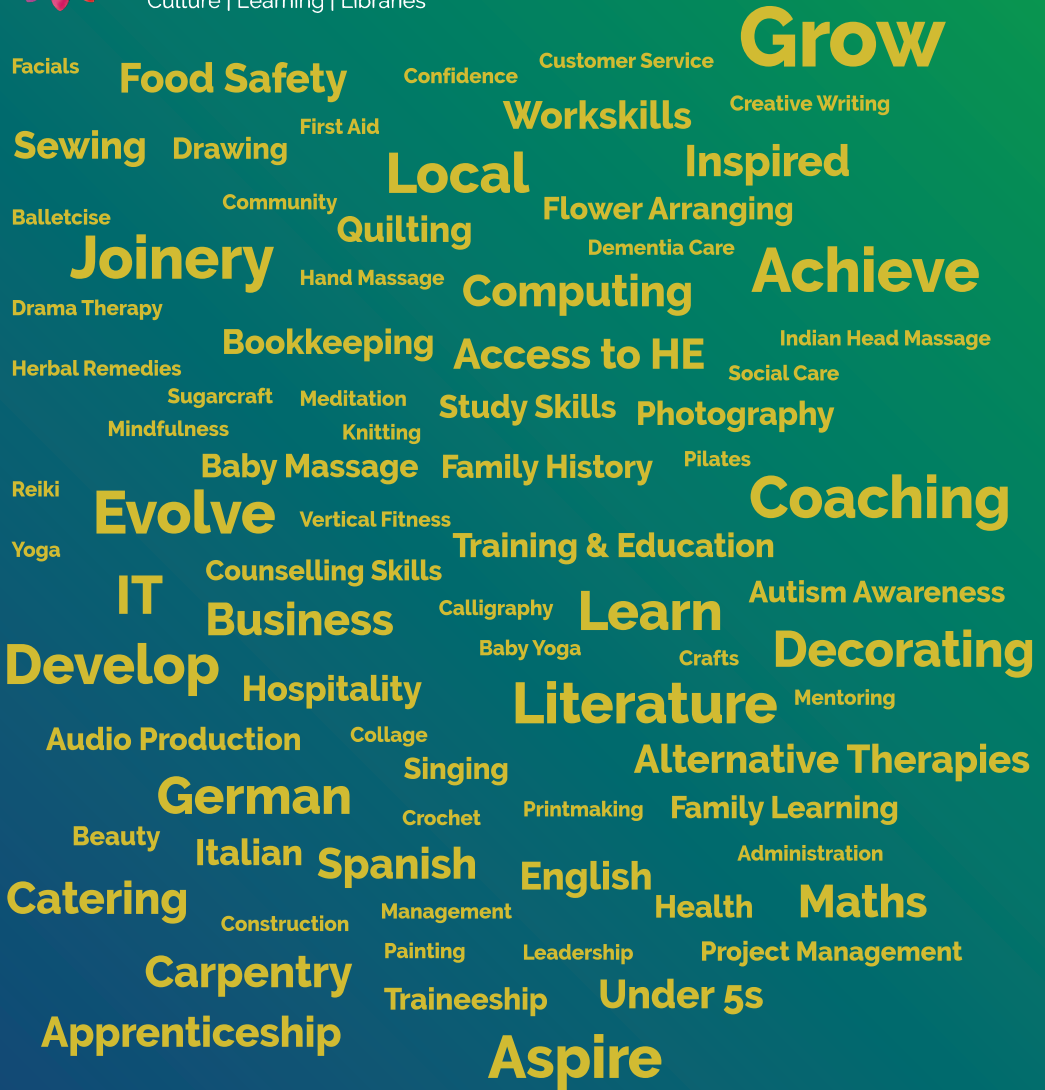 Culture | Learning | Libraries
Grow
Facials
Food Safety
Confidence
Customer Service
Workskills
Creative Writing
First Aid
Sewing
Drawing
Local
Inspired
Community
Flower Arranging
Balletcise
Quilting
Joinery
Dementia Care
Achieve
Hand Massage
Computing
Drama Therapy
Bookkeeping
Access to HE
Indian Head Massage
Herbal Remedies
Social Care
Sugarcraft
Meditation
Study Skills
Photography
Mindfulness
Knitting
Baby Massage
Family History
Pilates
Reiki
Evolve
Vertical Fitness
Coaching
Yoga
Training & Education
Counselling Skills
IT
Business
Calligraphy
Learn
Autism Awareness
Baby Yoga
Crafts
Decorating
Develop
Hospitality
Literature
Mentoring
Audio Production
Collage
Singing
Alternative Therapies
German
Crochet
Printmaking
Family Learning
Beauty
Italian
Spanish
English
Administration
Catering
Construction
Management
Health
Maths
Painting
Leadership
Project Management
Carpentry
Traineeship
Under 5s
Apprenticeship
Aspire